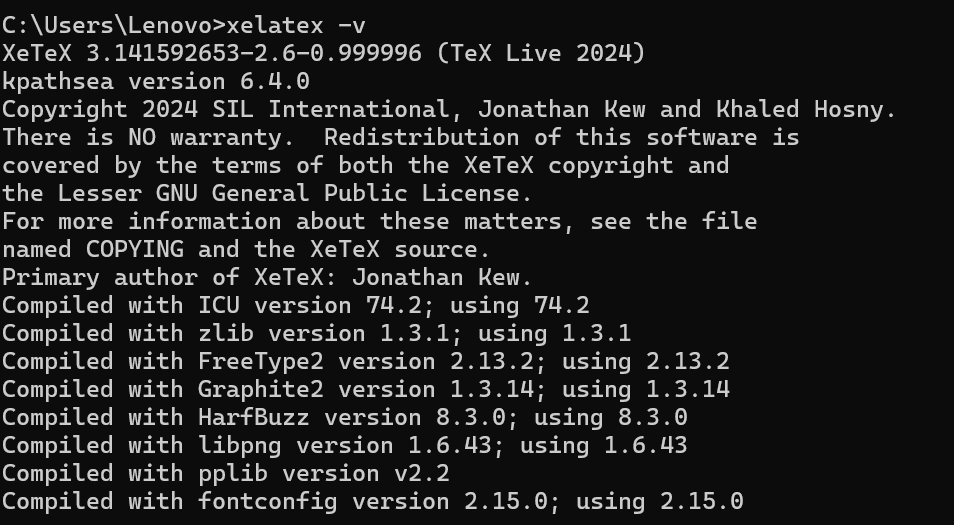 C:\Users\Lenovo>xelatex -v
XeTeX 3.141592653-2.6-0.999996 (TeX Live 2024)
kpathsea version 6.4.0
Copyright 2024 SIL International, Jonathan Kew and Khaled Hosny.
There is NO warranty.  Redistribution of this software is
covered by the terms of both the XeTeX copyright and
the Lesser GNU General Public License.
For more information about these matters, see the file
named COPYING and the XeTeX source.
Primary author of XeTeX: Jonathan Kew.
Compiled with ICU version 74.2; using 74.2
Compiled with zlib version 1.3.1; using 1.3.1
Compiled with FreeType2 version 2.13.2; using 2.13.2
Compiled with Graphite2 version 1.3.14; using 1.3.14
Compiled with HarfBuzz version 8.3.0; using 8.3.0
Compiled with libpng version 1.6.43; using 1.6.43
Compiled with pplib version v2.2
Compiled with fontconfig version 2.15.0; using 2.15.0